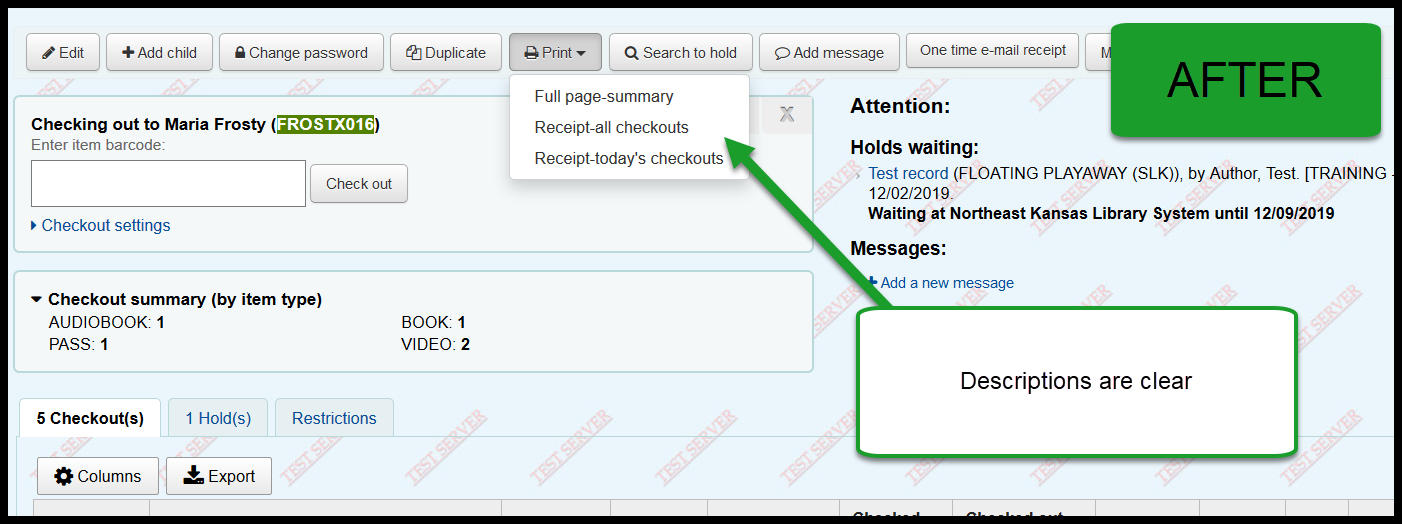 Edit
Add child
Change password
Duplicate
Print
Search to hold
Add message
One time e-mail receipt
M
AFTER
Full page-summary
Receipt-all checkouts
Receipt-today's checkouts
Checking out to Maria Frosty (FROSTX016)
Enter item barcode:
Check out
Checkout settings
X
Attention:
Holds waiting:
Test record (FLOATING PLAYAWAY (SLK)), by Author, Test. [TRAINING -
12/02/2019.
Waiting at Northeast Kansas Library System until 12/09/2019
Messages:
Add a new message
Checkout summary (by item type)
AUDIOBOOK: 1
BOOK: 1
PASS: 1
VIDEO: 2
Descriptions are clear
5 Checkout(s)
1 Hold(s)
Restrictions
Columns
Export
Checked
Checked out
TEST SERVER